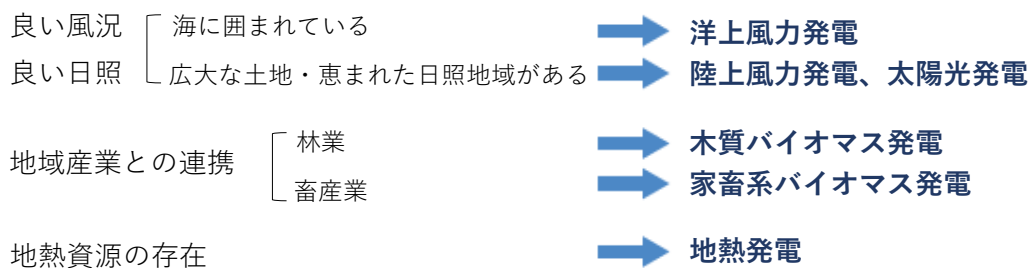 良い風況 海に囲まれている 洋上風力発電
良い日照 広大な土地・恵まれた日照地域がある 陸上風力発電、太陽光発電
林業 木質バイオマス発電
地域産業との連携
畜産業 家畜系バイオマス発電
地熱資源の存在 地熱発電